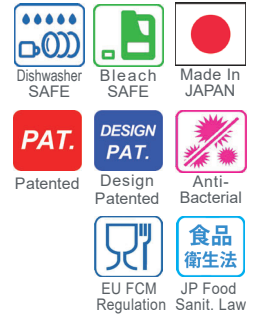 Dishwasher
SAFE
Bleach
SAFE
Made In
JAPAN
PAT.
Patented
DESIGN
PAT.
Design
Patented
Anti-
Bacterial
EU FCM
Regulation
食品
衛生法
JP Food
Sanit. Law